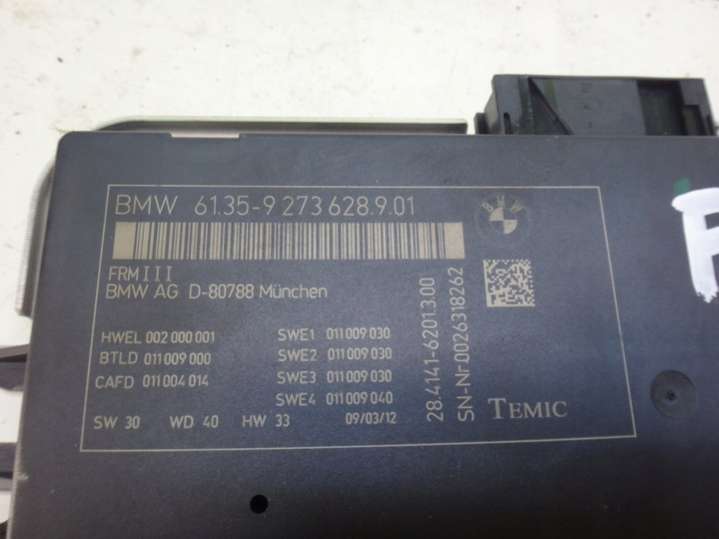 BMW 61.35-9 273 628.9.01
FRM III
BMW AG D-80788 München
HWEL 002 000 001
BTLD 011 009 000
CAFD 011 004 014
SWE1 011 009 030
SWE2 011 009 030
SWE3 011 009 030
SWE4 011 009 040
SW 30 WD 40 HW 33 09/03/12
28.4141-6201.3.00
SN-Nr 0026318262
BMW
TEMIC